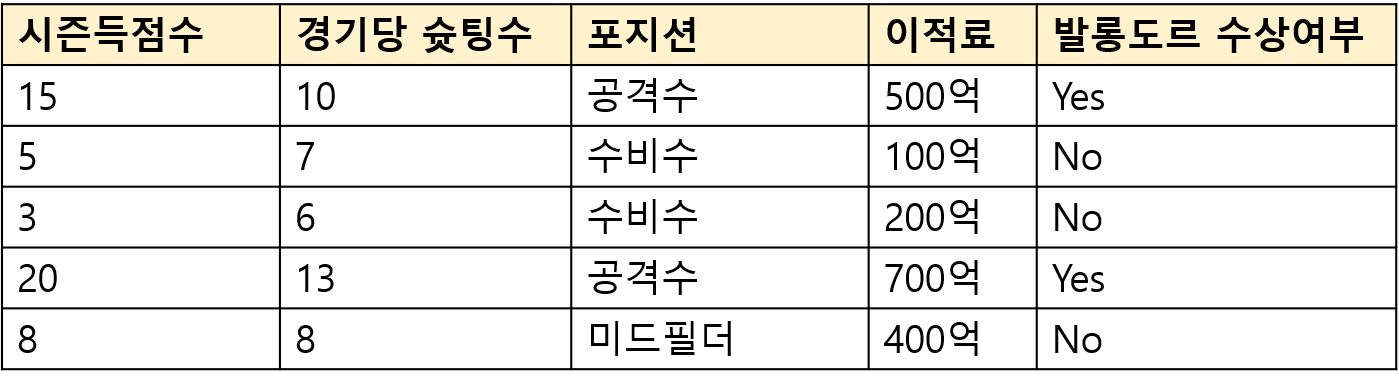 시즌득점수 경기당 슛팅수 포지션 이적료 발롱도르 수상여부
15 10 공격수 500억 Yes
5 7 수비수 100억 No
3 6 수비수 200억 No
20 13 공격수 700억 Yes
8 8 미드필더 400억 No